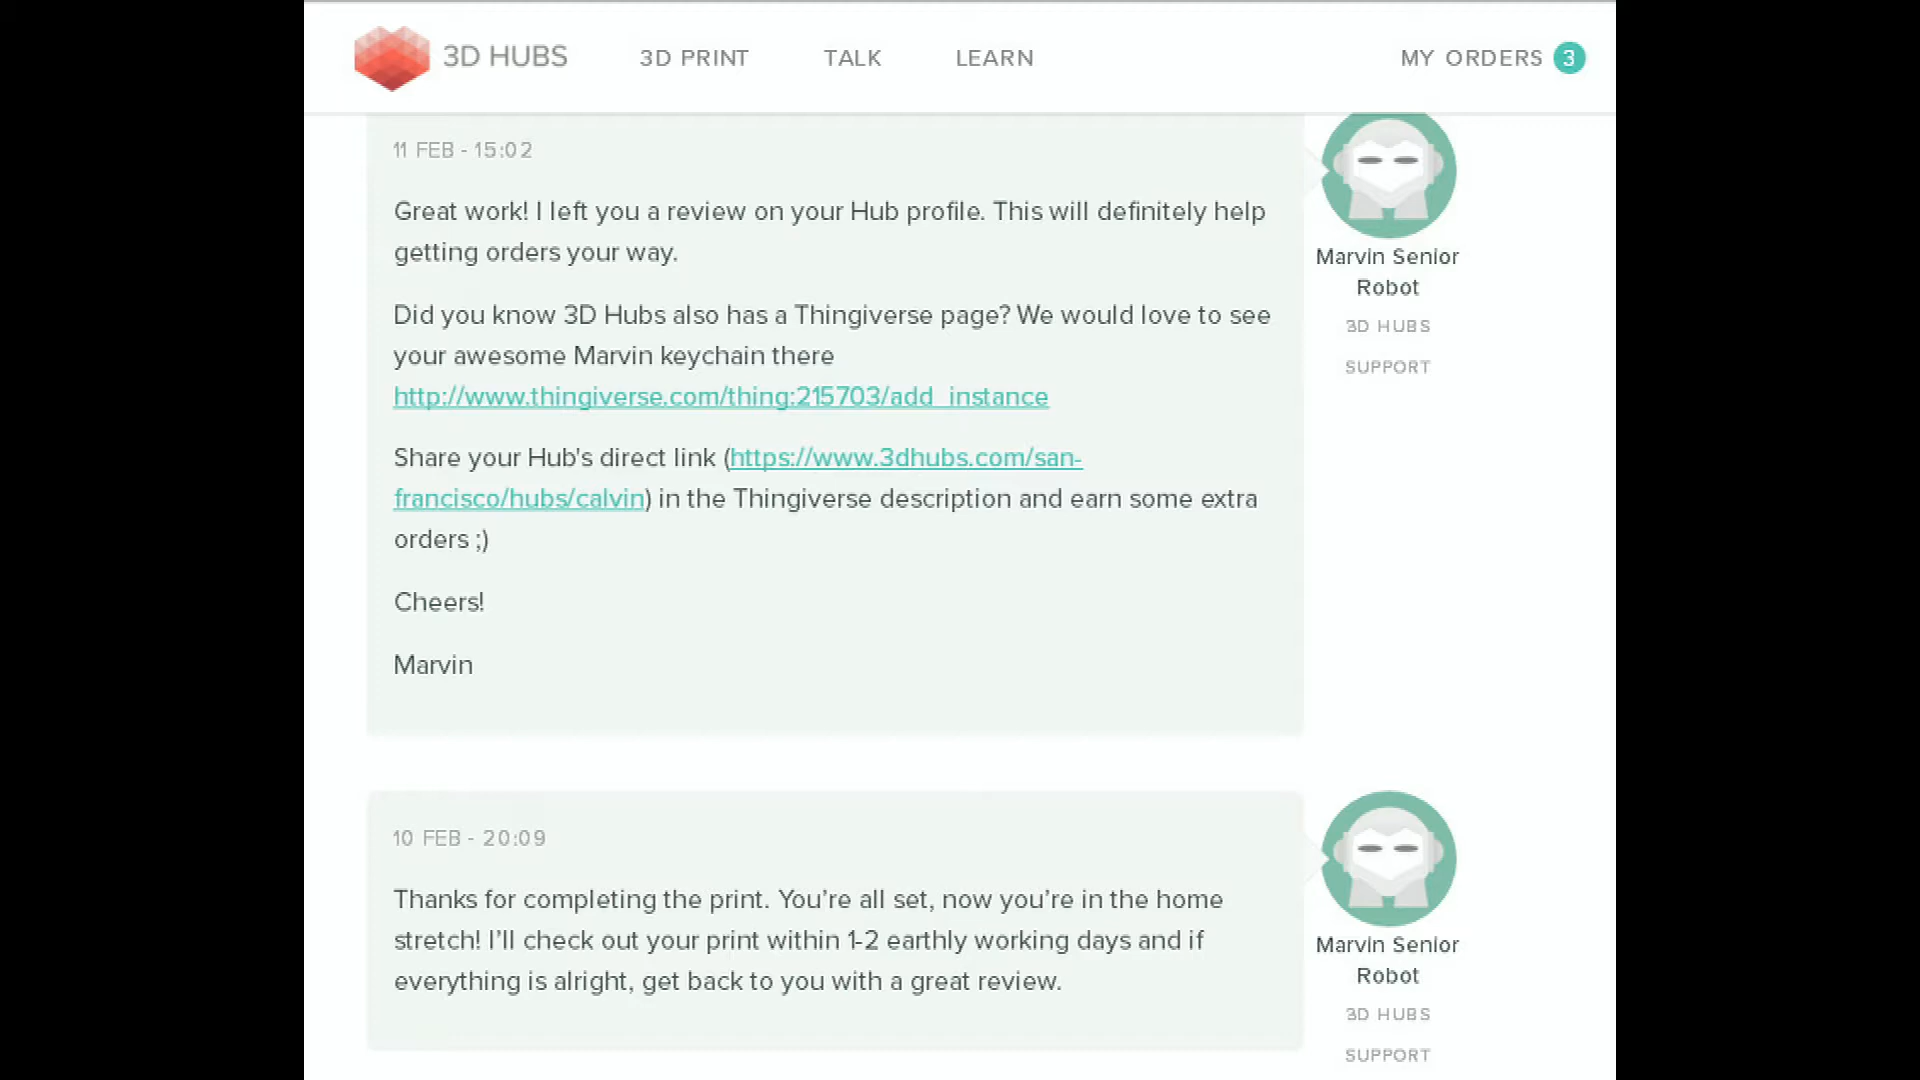 3D HUBS 3D PRINT TALK LEARN MY ORDERS 3
11 FEB - 15:02
Great work! I left you a review on your Hub profile. This will definitely help
getting orders your way.
Did you know 3D Hubs also has a Thingiverse page? We would love to see
your awesome Marvin keychain there
http://www.thingiverse.com/thing:215703/add_instance
Share your Hub's direct link (https://www.3dhubs.com/san-
francisco/hubs/calvin) in the Thingiverse description and earn some extra
orders ;)
Cheers!
Marvin
Marvin Senior
Robot
3D HUBS
SUPPORT
10 FEB - 20:09
Thanks for completing the print. You’re all set, now you’re in the home
stretch! I’ll check out your print within 1-2 earthly working days and if
everything is alright, get back to you with a great review.
Marvin Senior
Robot
3D HUBS
SUPPORT